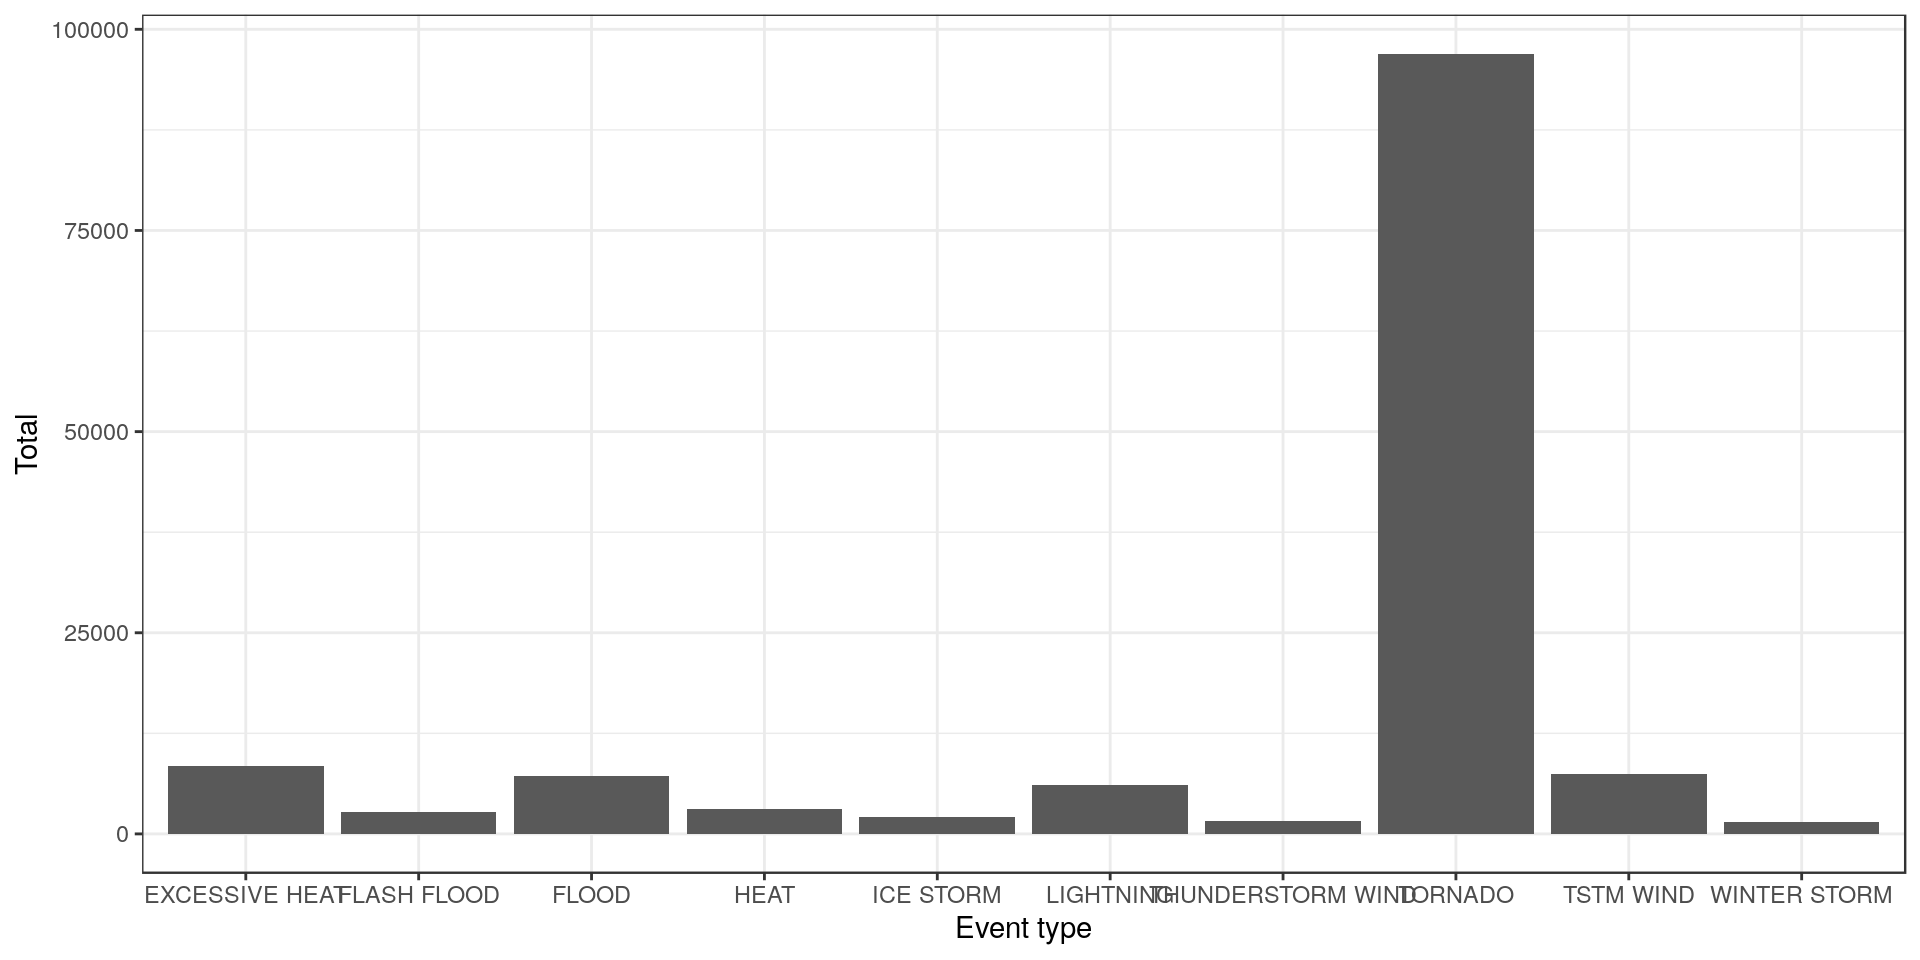 100000
75000
50000
25000
0
Total
EXCESSIVE HEAT FLASH FLOOD FLOOD HEAT ICE STORM LIGHTNING THUNDERSTORM WIND TORNADO TSTM WIND WINTER STORM
Event type